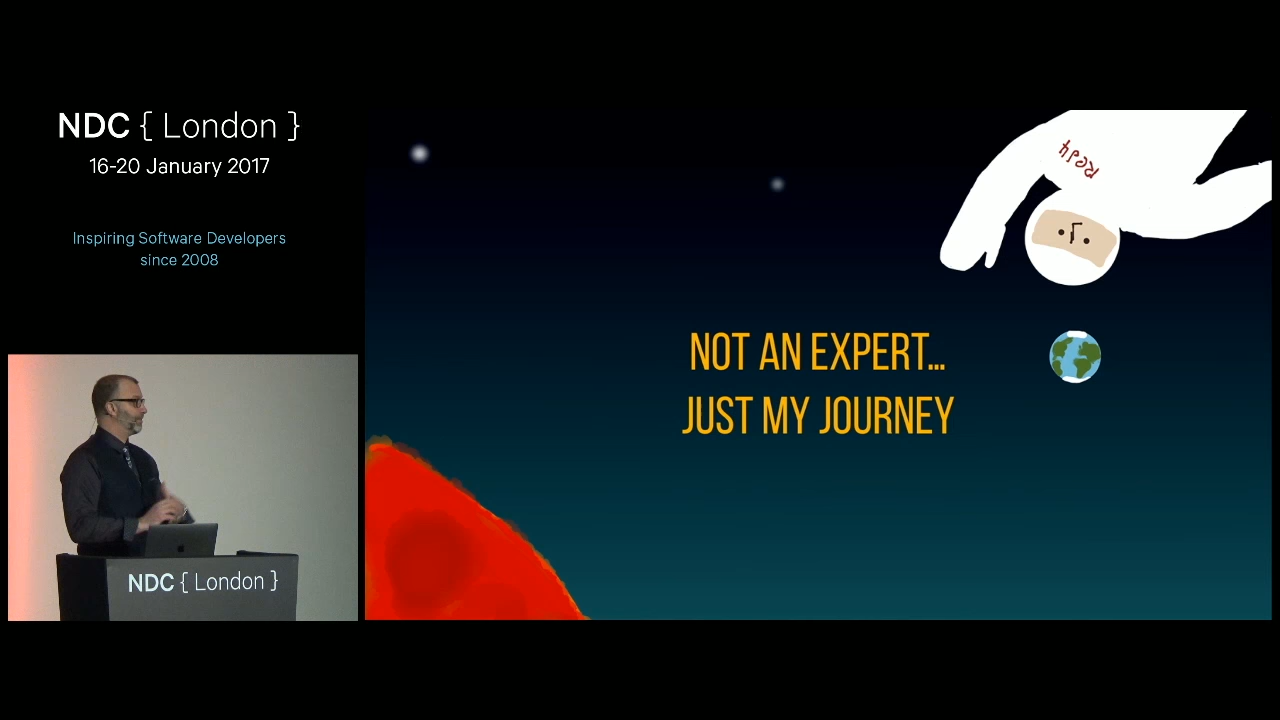 NDC { London }
16-20 January 2017
Inspiring Software Developers
since 2008
NDC { London }
NOT AN EXPERT...
JUST MY JOURNEY